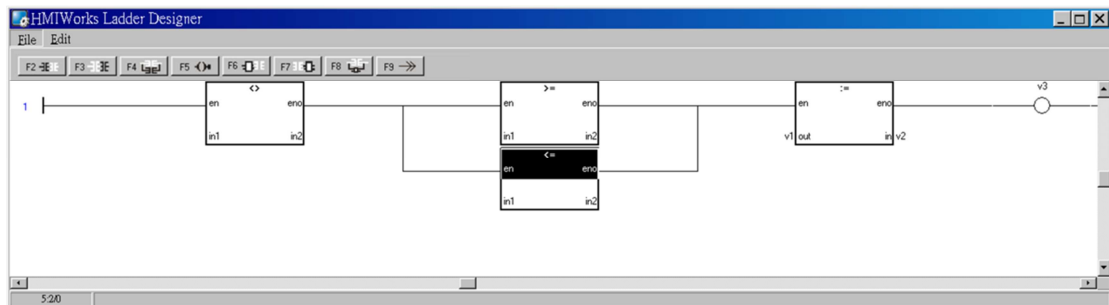 HMIWorks Ladder Designer
File Edit
F2 F3 F4 F5 F6 F7 F8 F9
<> >= := v3
1 en eno en eno en eno
in1 in2 in1 in2 v1 out in v2
<=
en eno
in1 in2
5:2/0